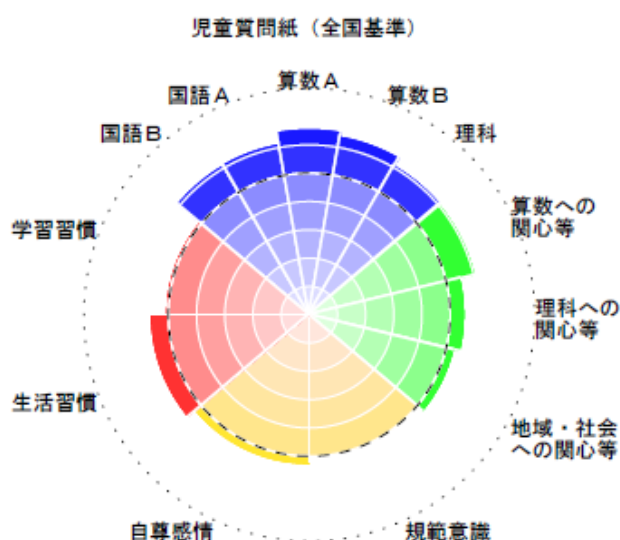 児童質問紙（全国基準）
算数Ａ
国語Ａ
算数Ｂ
国語Ｂ
理科
算数への
関心等
学習習慣
理科への
関心等
生活習慣
地域・社会
への関心等
自尊感情
規範意識